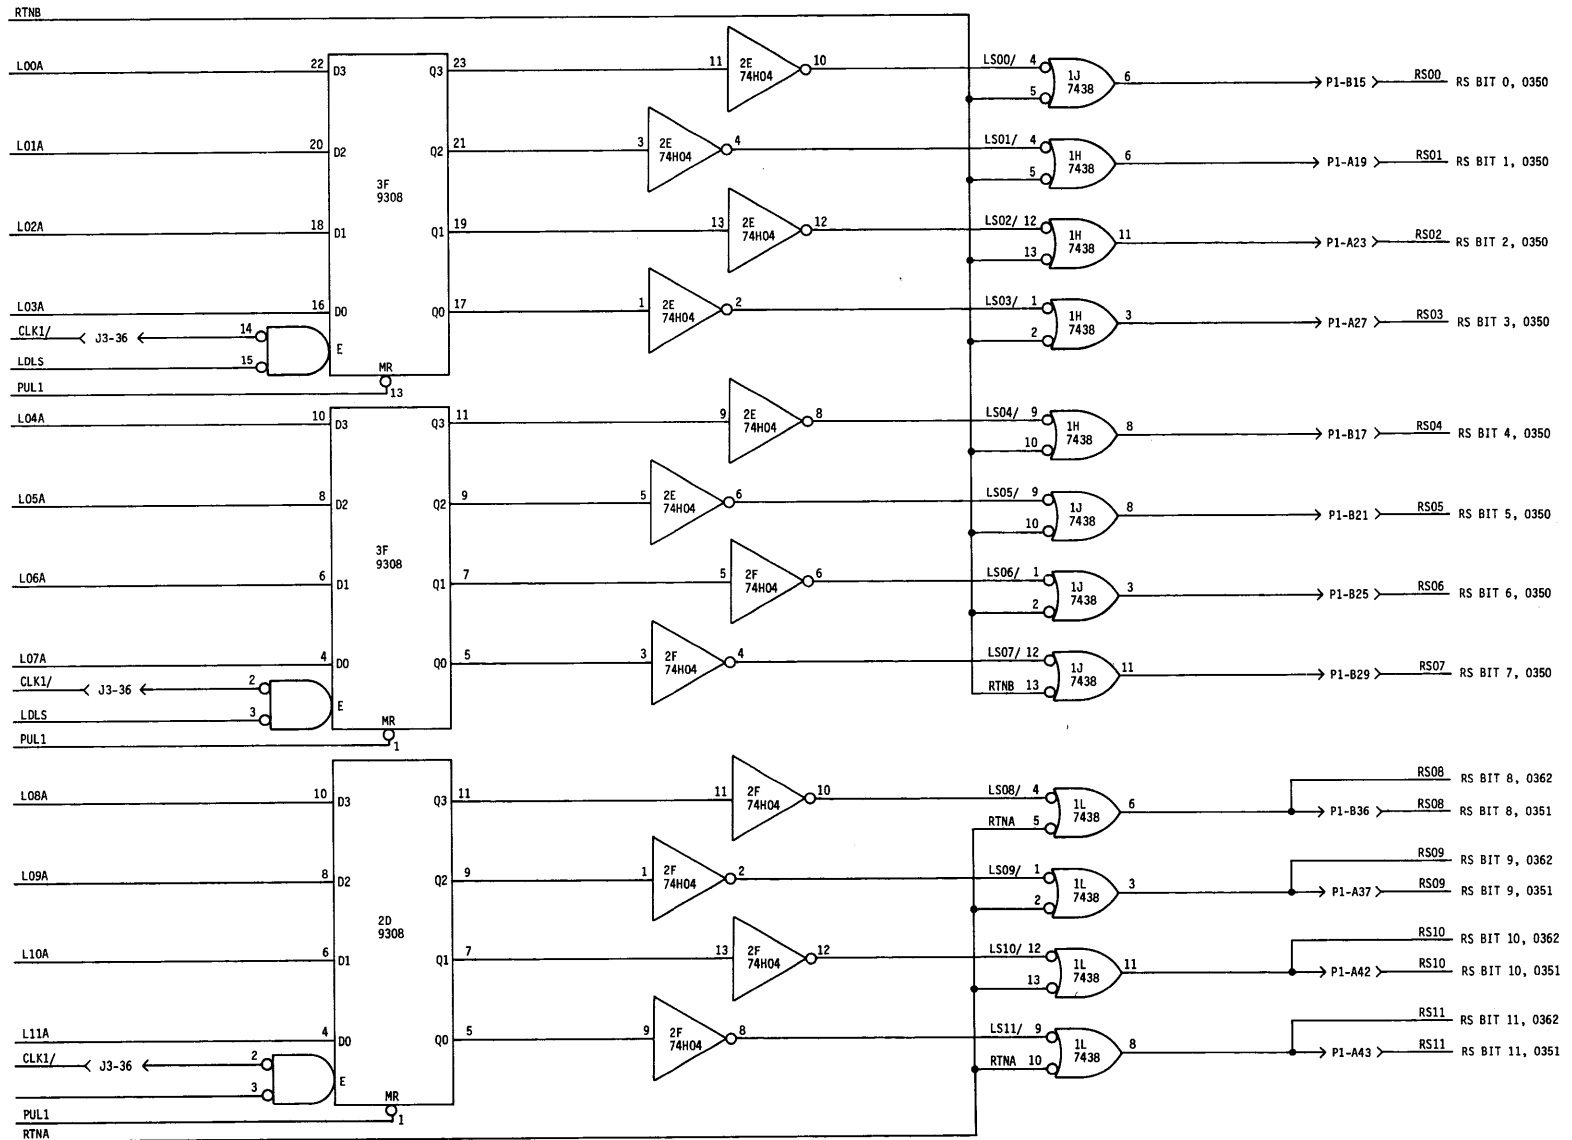 RTNB
L00A 22 D3 Q3 23 11 2E 74H04 10 LS00/ 4 5 1J 7438 6 P1-B15 RS00 RS BIT 0, 0350
L01A 20 D2 Q2 21 3 2E 74H04 4 LS01/ 4 5 1H 7438 6 P1-A19 RS01 RS BIT 1, 0350
3F
9308
L02A 18 D1 Q1 19 13 2E 74H04 12 LS02/ 12 13 1H 7438 11 P1-A23 RS02 RS BIT 2, 0350
L03A 16 D0 Q0 17 1 2E 74H04 2 LS03/ 1 2 1H 7438 3 P1-A27 RS03 RS BIT 3, 0350
CLK1/ J3-36 14
E
LDLS 15
MR
PUL1 13
L04A 10 D3 Q3 11 9 2E 74H04 8 LS04/ 9 10 1H 7438 8 P1-B17 RS04 RS BIT 4, 0350
L05A 8 D2 Q2 9 5 2E 74H04 6 LS05/ 9 10 1J 7438 8 P1-B21 RS05 RS BIT 5, 0350
3F
9308
L06A 6 D1 Q1 7 5 2F 74H04 6 LS06/ 1 2 1J 7438 3 P1-B25 RS06 RS BIT 6, 0350
L07A 4 D0 Q0 5 3 2F 74H04 4 LS07/ 12 RTNB 13 1J 7438 11 P1-B29 RS07 RS BIT 7, 0350
CLK1/ J3-36 2
E
LDLS 3
MR
PUL1 1
RS08 RS BIT 8, 0362
L08A 10 D3 Q3 11 11 2F 74H04 10 LS08/ 4 RTNA 5 1L 7438 6 P1-B36 RS08 RS BIT 8, 0351
RS09 RS BIT 9, 0362
L09A 8 D2 Q2 9 1 2F 74H04 2 LS09/ 1 2 1L 7438 3 P1-A37 RS09 RS BIT 9, 0351
2D
9308
RS10 RS BIT 10, 0362
L10A 6 D1 Q1 7 13 2F 74H04 12 LS10/ 12 13 1L 7438 11 P1-A42 RS10 RS BIT 10, 0351
RS11 RS BIT 11, 0362
L11A 4 D0 Q0 5 9 2F 74H04 8 LS11/ 9 RTNA 10 1L 7438 8 P1-A43 RS11 RS BIT 11, 0351
CLK1/ J3-36 2
E
3
MR
PUL1 1
RTNA